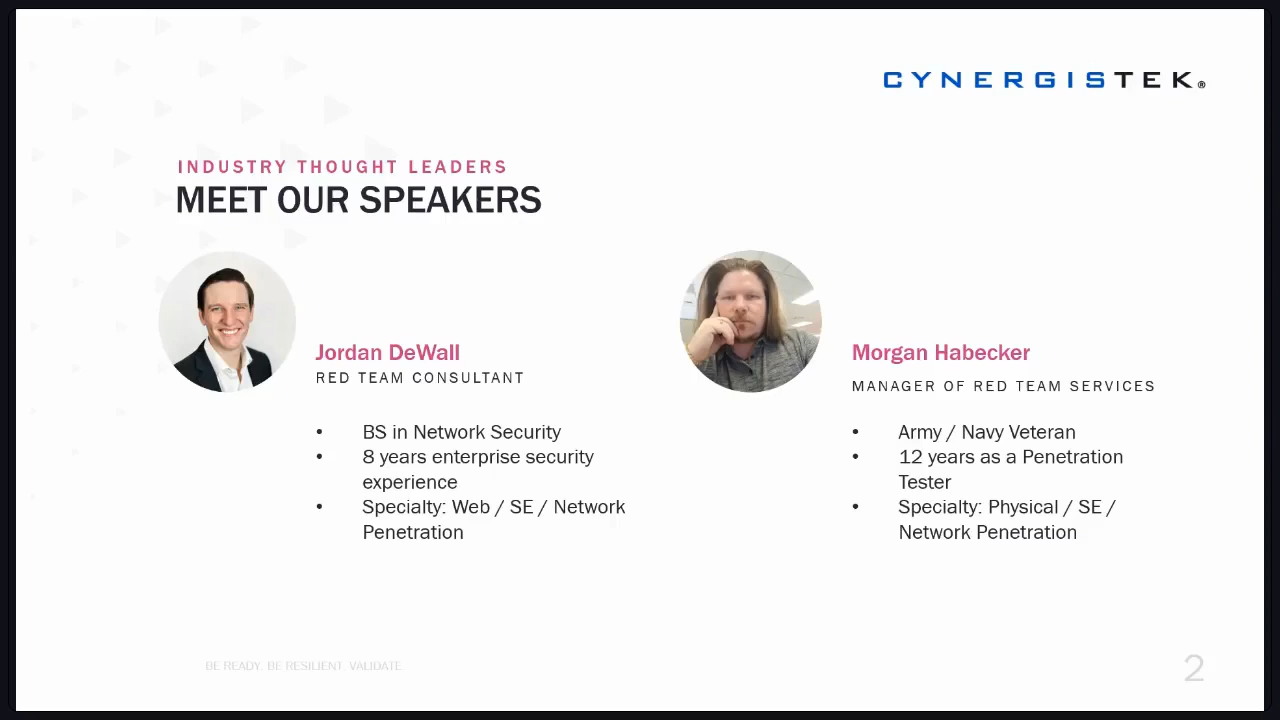 CYNERGISTEK®
INDUSTRY THOUGHT LEADERS
MEET OUR SPEAKERS
Jordan DeWall
RED TEAM CONSULTANT
• BS in Network Security
• 8 years enterprise security
experience
• Specialty: Web / SE / Network
Penetration
Morgan Habecker
MANAGER OF RED TEAM SERVICES
• Army / Navy Veteran
• 12 years as a Penetration
Tester
• Specialty: Physical / SE /
Network Penetration
BE READY. BE RESILIENT. VALIDATE.
2